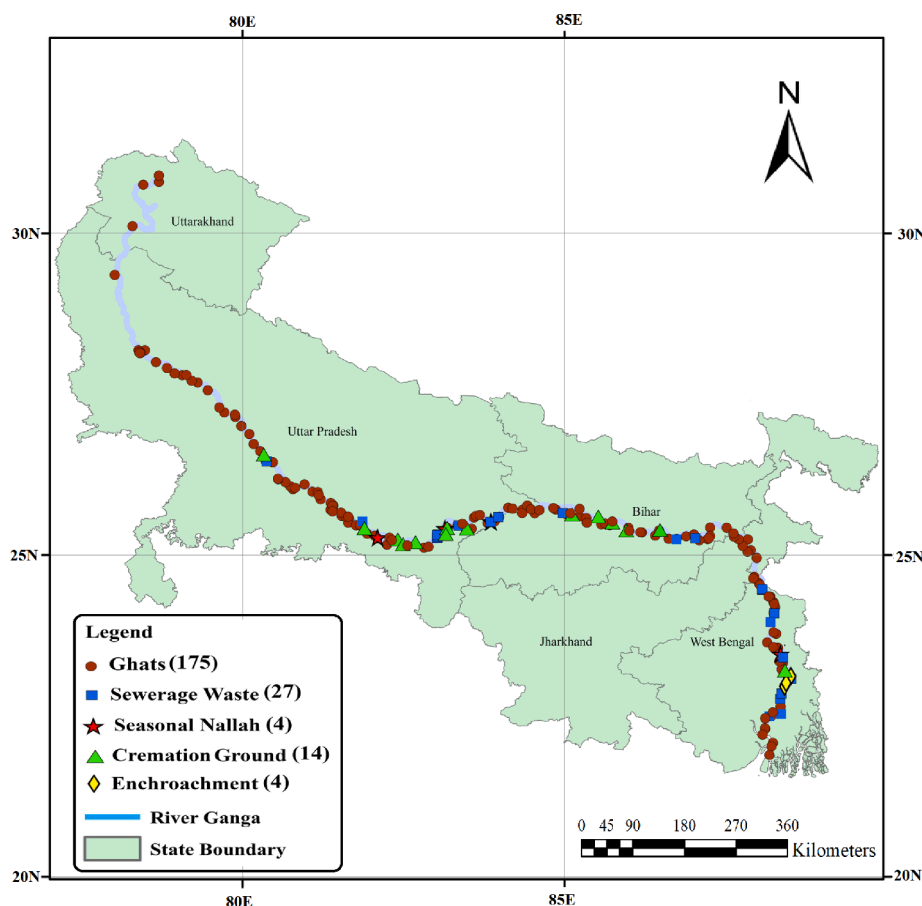 80E 85E
N
Uttarakhand
30N 30N
Uttar Pradesh
Bihar
25N 25N
Jharkhand West Bengal
Legend
Ghats (175)
Sewerage Waste (27)
Seasonal Nallah (4)
Cremation Ground (14)
Enchroachment (4)
River Ganga
State Boundary
0 45 90 180 270 360
Kilometers
20N 20N
80E 85E